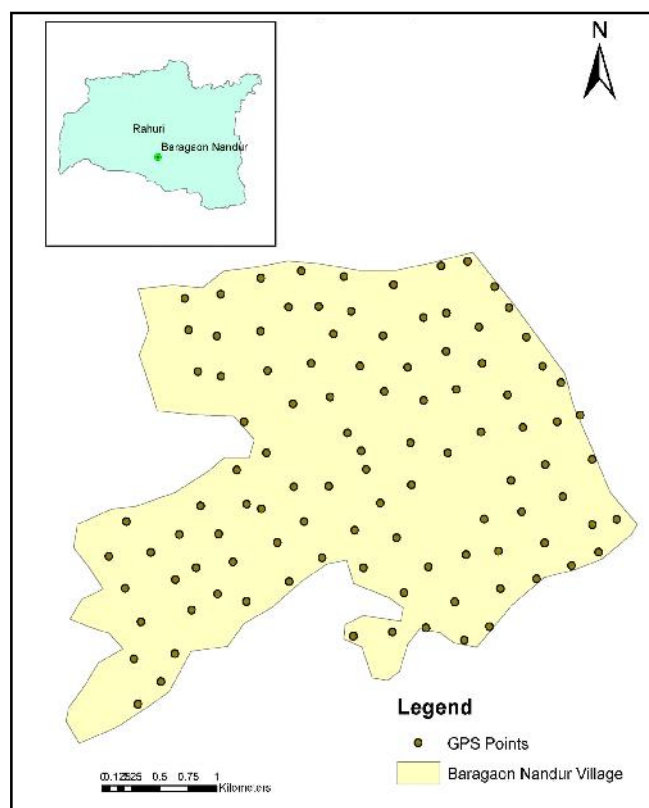 N
Rahuri
Baragaon Nandur
Legend
GPS Points
Baragaon Nandur Village
0 0.125 0.25 0.5 0.75 1
Kilometers